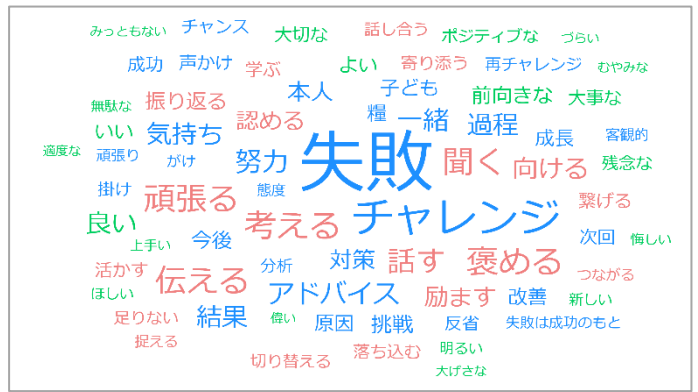 みっともない チャンス 大切な 話し合う ポジティブな づらい
成功 声かけ 学ぶ よい 寄り添う 再チャレンジ むやみな
本人 子ども 前向きな 大事な
無駄な 振り返る 認める 糧 一緒 過程
いい 気持ち 失敗 成長 客観的
適度な 頑張り がけ 努力 聞く 向ける 残念な
掛け 頑張る 態度 繋げる
良い 考える チャレンジ
上手い 今後 次回 悔しい
活かす 伝える 分析 対策 話す 褒める つながる
ほしい アドバイス 励ます 改善 新しい
足りない 結果 偉い 原因 挑戦 反省 失敗は成功のもと
捉える 切り替える 落ち込む 明るい
大げさな